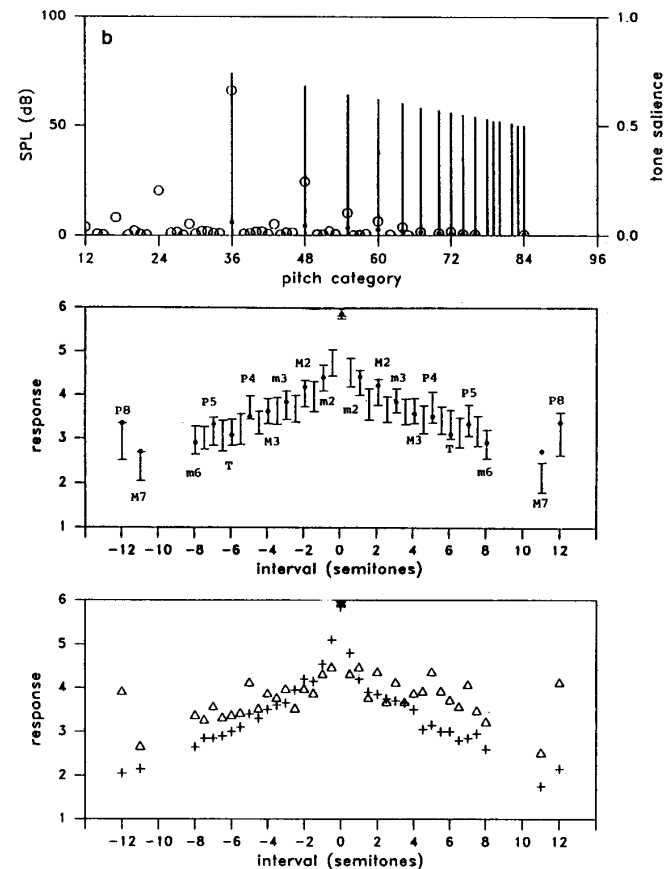 b
100
50
0
SPL (dB)
1.0
0.5
0.0
tone salience
12 24 36 48 60 72 84 96
pitch category
6
5
4
3
2
1
response
P8
M7
m6
P5
T
P4
M3
m3
M2
m2
m2
M2
m3
M3
P4
T
P5
m6
M7
P8
-12 -10 -8 -6 -4 -2 0 2 4 6 8 10 12
interval (semitones)
6
5
4
3
2
1
response
-12 -10 -8 -6 -4 -2 0 2 4 6 8 10 12
interval (semitones)